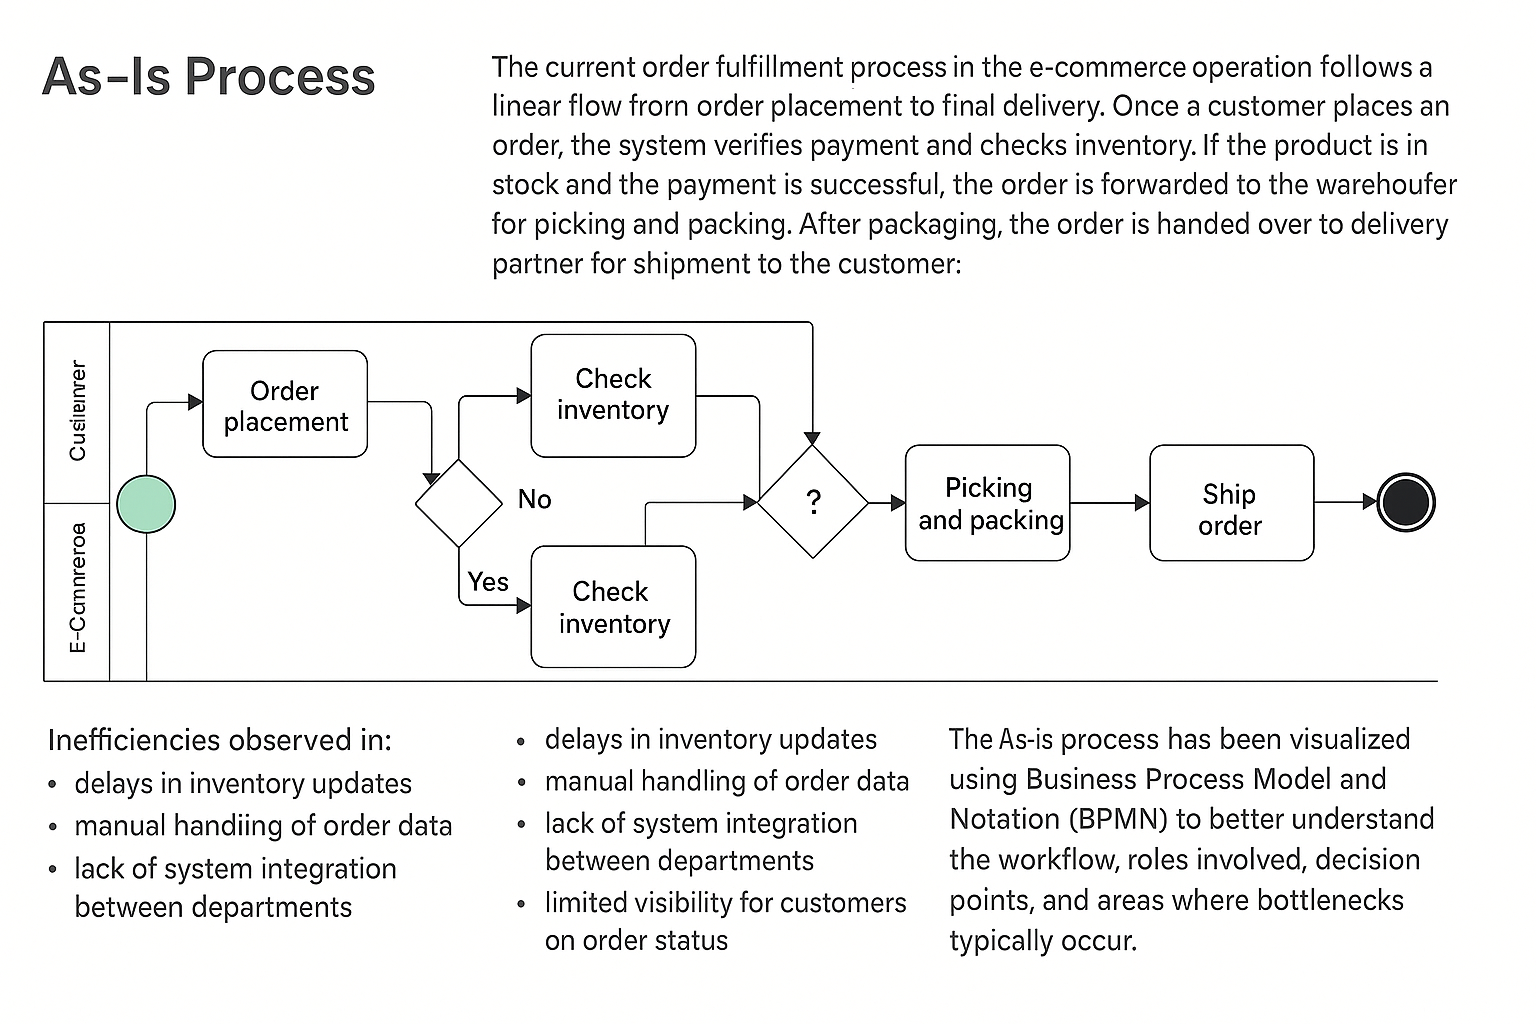 As–Is Process
The current order fulfillment process in the e-commerce operation follows a
linear flow frorn order placement to final delivery. Once a customer places an
order, the system verifies payment and checks inventory. If the product is in
stock and the payment is successful, the order is forwarded to the warehoufer
for picking and packing. After packaging, the order is handed over to delivery
partner for shipment to the customer:
Order
placement
Check
inventory
No
Yes
Check
inventory
?
Picking
and packing
Ship
order
Inefficiencies observed in:
• delays in inventory updates
• manual handiing of order data
• lack of system integration
between departments
• delays in inventory updates
• manual handling of order data
• lack of system integration
between departments
• limited visibility for customers
on order status
The As-is process has been visualized
using Business Process Model and
Notation (BPMN) to better understand
the workflow, roles involved, decision
points, and areas where bottlenecks
typically occur.